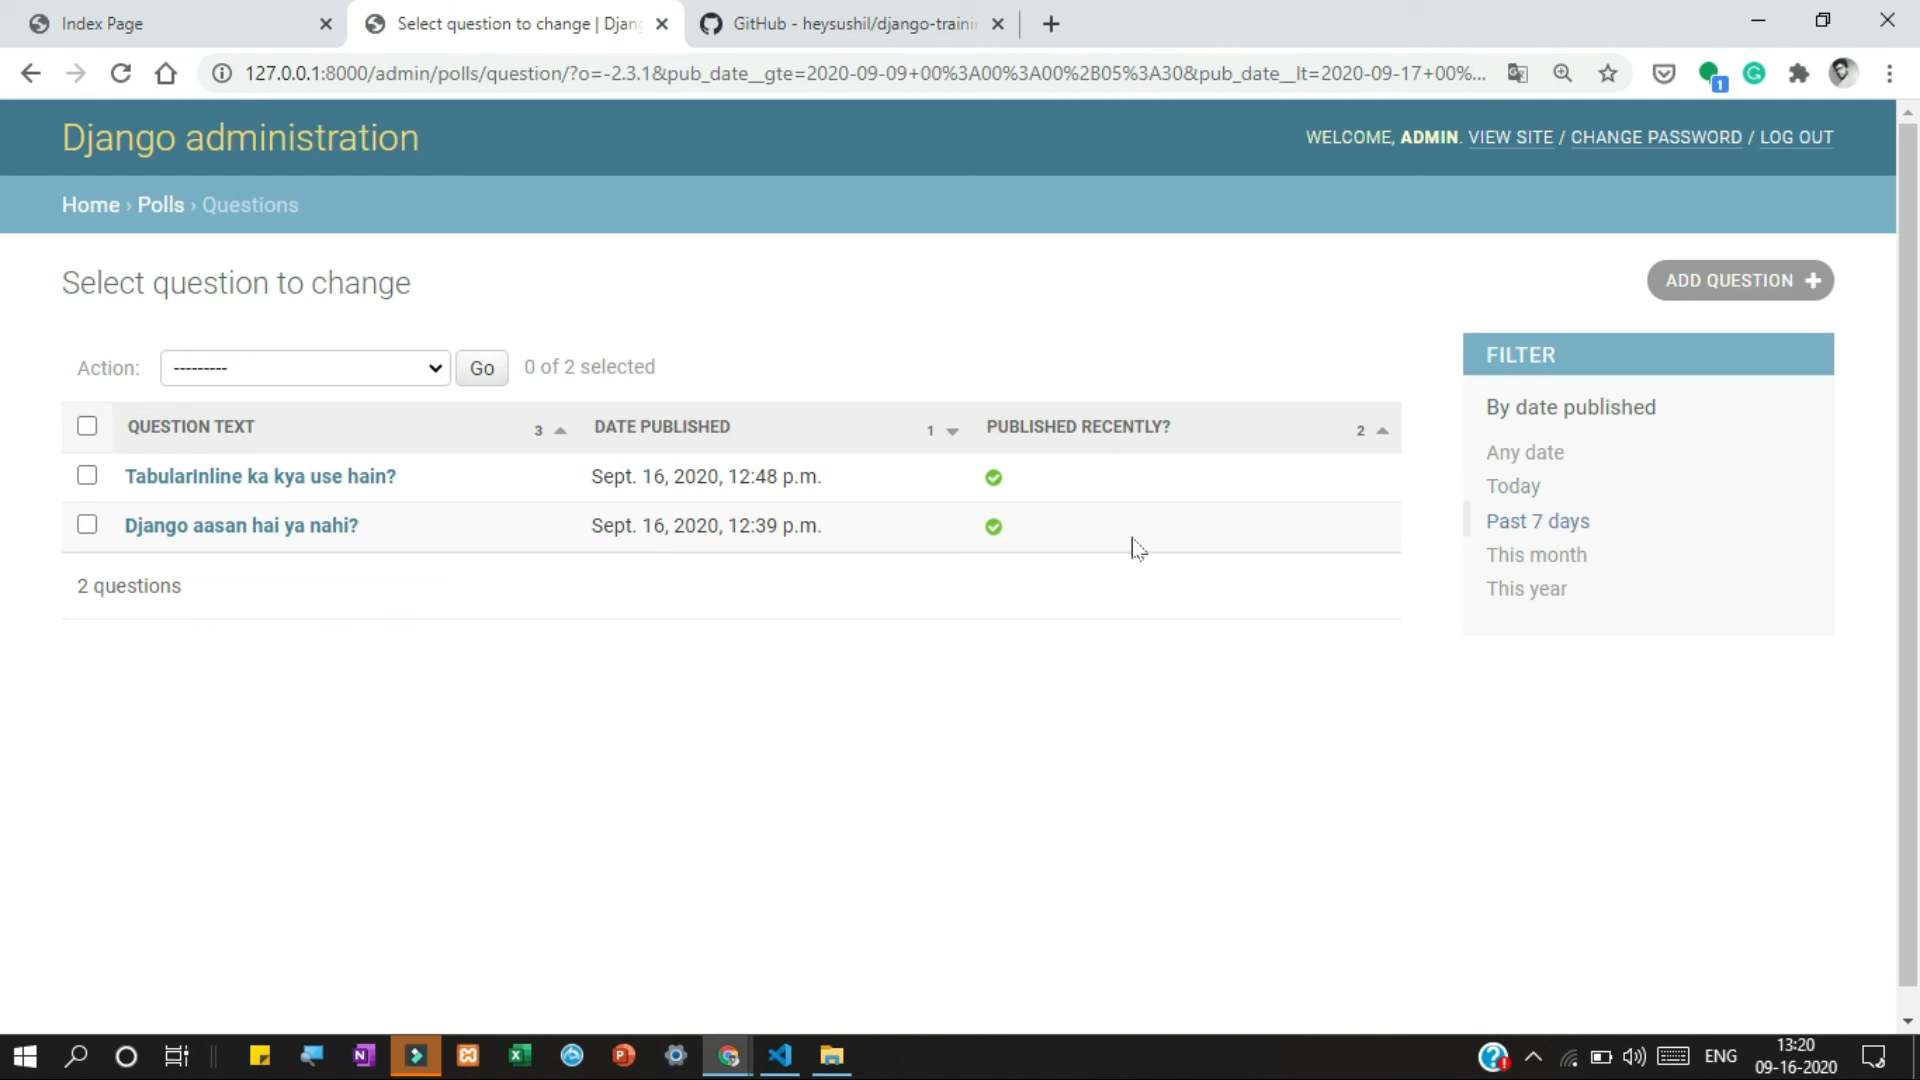 Index Page
Select question to change | Djan
GitHub - heysushil/django-traini
127.0.0.1:8000/admin/polls/question/?o=-2.3.1&pub_date__gte=2020-09-09+00%3A00%3A00%2B05%3A30&pub_date__lt=2020-09-17+00%...
1
Django administration
WELCOME, ADMIN. VIEW SITE / CHANGE PASSWORD / LOG OUT
Home › Polls › Questions
Select question to change
ADD QUESTION +
Action: --------- Go 0 of 2 selected
QUESTION TEXT 3 DATE PUBLISHED 1 PUBLISHED RECENTLY? 2
TabularInline ka kya use hain? Sept. 16, 2020, 12:48 p.m.
Django aasan hai ya nahi? Sept. 16, 2020, 12:39 p.m.
2 questions
FILTER
By date published
Any date
Today
Past 7 days
This month
This year
ENG
13:20
09-16-2020